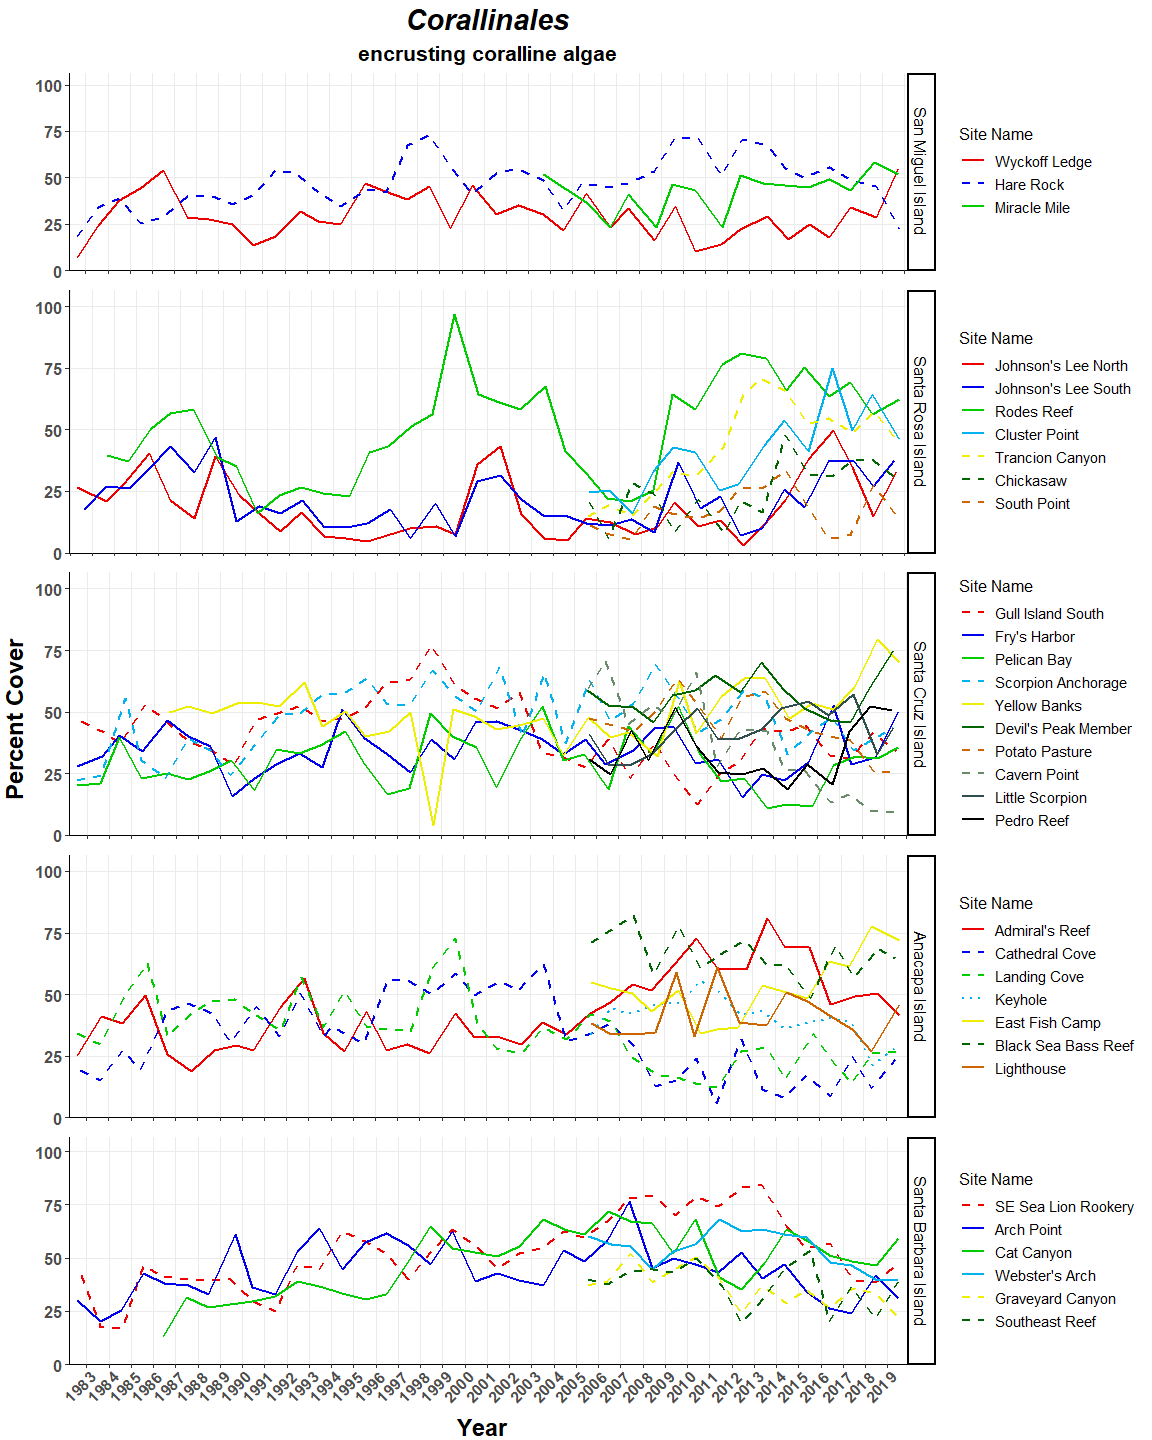 Corallinales
encrusting coralline algae
Percent Cover
100
75
50
25
0
San Miguel Island
Site Name
Wyckoff Ledge
Hare Rock
Miracle Mile
100
75
50
25
0
Santa Rosa Island
Site Name
Johnson's Lee North
Johnson's Lee South
Rodes Reef
Cluster Point
Trancion Canyon
Chickasaw
South Point
100
75
50
25
0
Santa Cruz Island
Site Name
Gull Island South
Fry's Harbor
Pelican Bay
Scorpion Anchorage
Yellow Banks
Devil's Peak Member
Potato Pasture
Cavern Point
Little Scorpion
Pedro Reef
100
75
50
25
0
Anacapa Island
Site Name
Admiral's Reef
Cathedral Cove
Landing Cove
Keyhole
East Fish Camp
Black Sea Bass Reef
Lighthouse
100
75
50
25
0
Santa Barbara Island
Site Name
SE Sea Lion Rookery
Arch Point
Cat Canyon
Webster's Arch
Graveyard Canyon
Southeast Reef
1983 1984 1985 1986 1987 1988 1989 1990 1991 1992 1993 1994 1995 1996 1997 1998 1999 2000 2001 2002 2003 2004 2005 2006 2007 2008 2009 2010 2011 2012 2013 2014 2015 2016 2017 2018 2019
Year